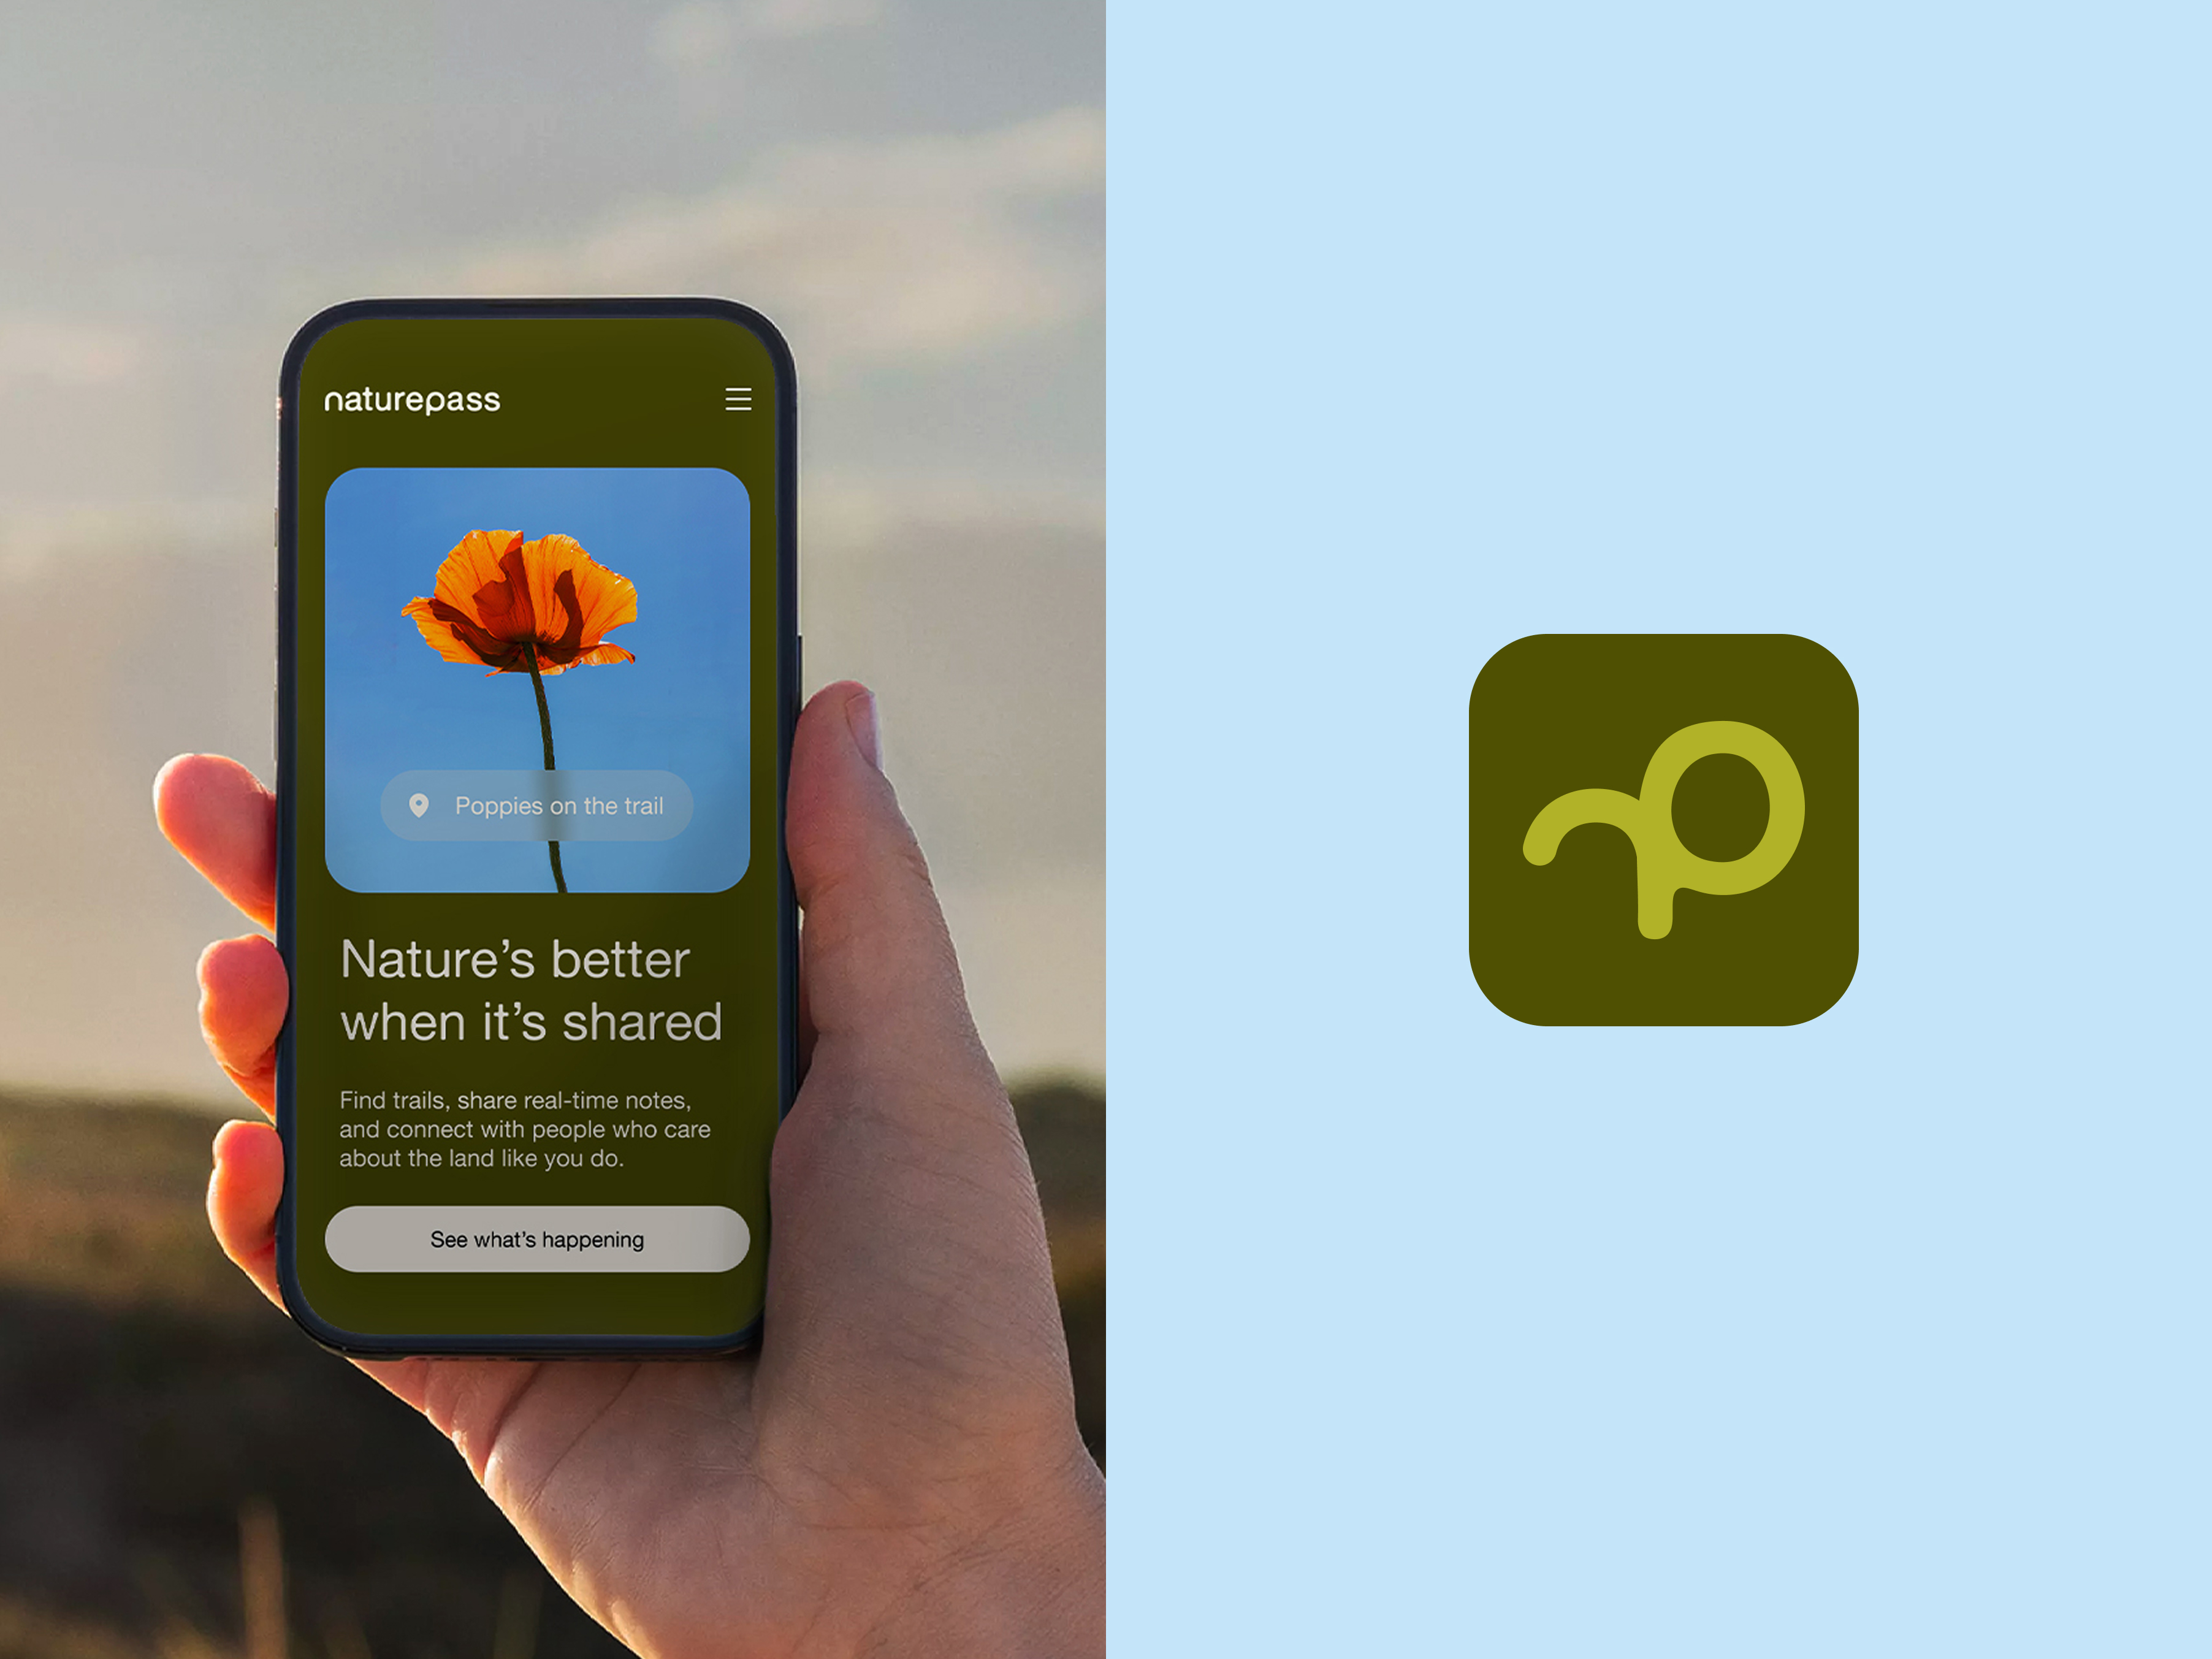 naturepass
Poppies on the trail
Nature’s better
when it’s shared
Find trails, share real-time notes,
and connect with people who care
about the land like you do.
See what’s happening
np